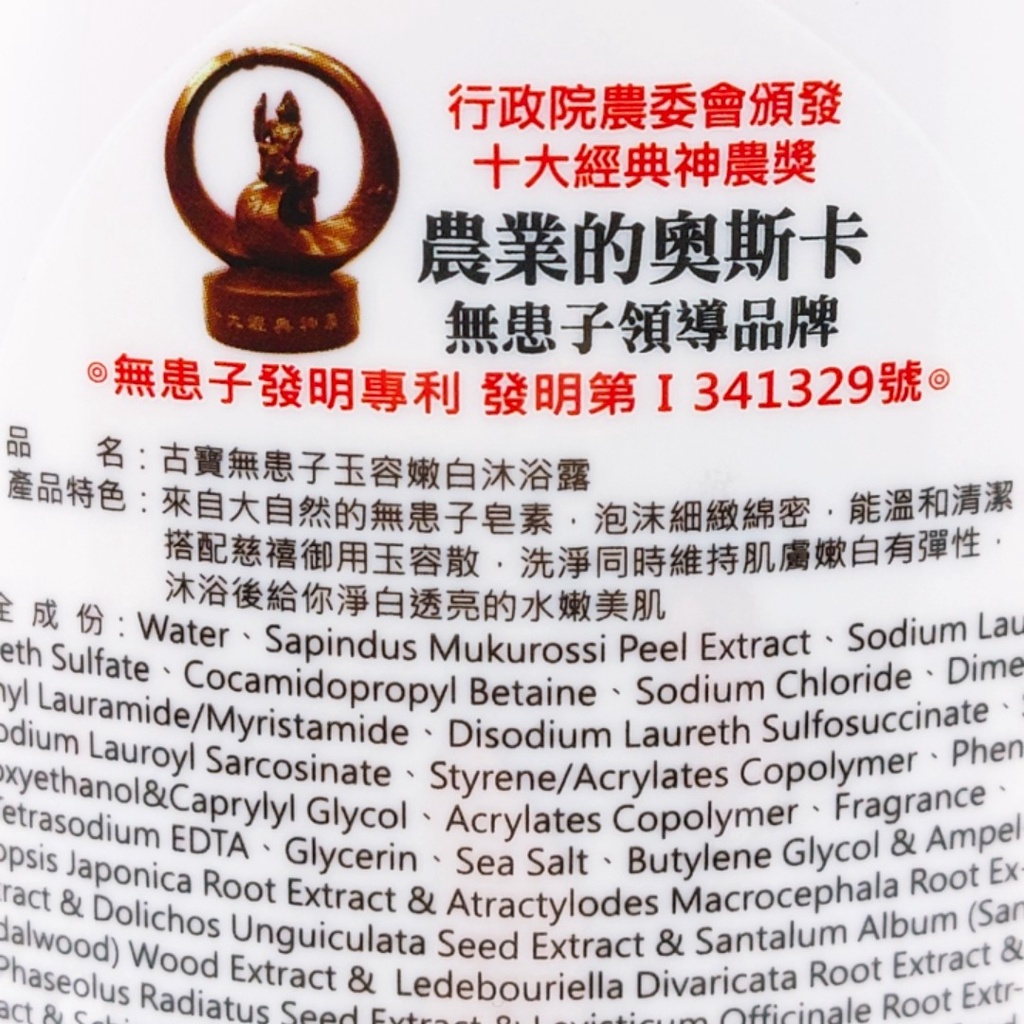 行政院農委會頒發
十大經典神農獎
農業的奧斯卡
無患子領導品牌
◎無患子發明專利 發明第 I 341329號◎
品　　名：古寶無患子玉容嫩白沐浴露
產品特色：來自大自然的無患子皂素，泡沫細緻綿密，能溫和清潔
搭配慈禧御用玉容散，洗淨同時維持肌膚嫩白有彈性，
沐浴後給你淨白透亮的水嫩美肌
全成份：Water、Sapindus Mukurossi Peel Extract、Sodium Lau
eth Sulfate、Cocamidopropyl Betaine、Sodium Chloride、Dime
nyl Lauramide/Myristamide、Disodium Laureth Sulfosuccinate、
odium Lauroyl Sarcosinate、Styrene/Acrylates Copolymer、Phen
oxyethanol&Caprylyl Glycol、Acrylates Copolymer、Fragrance、
Tetrasodium EDTA、Glycerin、Sea Salt、Butylene Glycol & Ampel
opsis Japonica Root Extract & Atractylodes Macrocephala Root Ex-
tract & Dolichos Unguiculata Seed Extract & Santalum Album (San
dalwood) Wood Extract & Ledebouriella Divaricata Root Extract &
Phaseolus Radiatus Seed Extract & Levisticum Officinale Root Extr-
act &